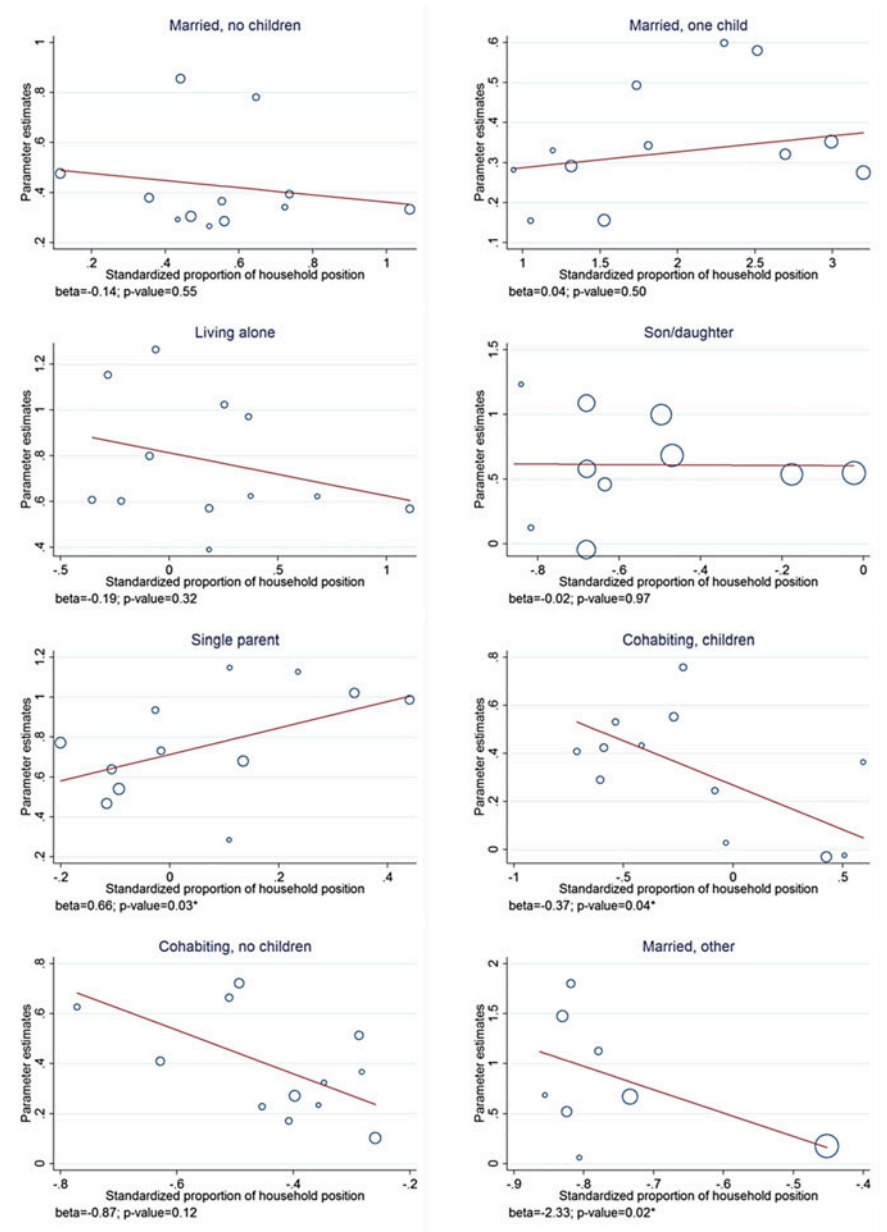 Married, no children
Parameter estimates
1
.8
.6
.4
.2
.2 .4 .6 .8 1
Standardized proportion of household position
beta=-0.14; p-value=0.55
Married, one child
Parameter estimates
.6
.5
.4
.3
.2
.1
1 1.5 2 2.5 3
Standardized proportion of household position
beta=0.04; p-value=0.50
Living alone
Parameter estimates
1.2
1
.8
.6
.4
-.5 0 .5 1
Standardized proportion of household position
beta=-0.19; p-value=0.32
Son/daughter
Parameter estimates
1.5
1
.5
0
-.8 -.6 -.4 -.2 0
Standardized proportion of household position
beta=-0.02; p-value=0.97
Single parent
Parameter estimates
1.2
1
.8
.6
.4
.2
-.2 0 .2 .4
Standardized proportion of household position
beta=0.66; p-value=0.03*
Cohabiting, children
Parameter estimates
.8
.6
.4
.2
0
-1 -.5 0 .5
Standardized proportion of household position
beta=-0.37; p-value=0.04*
Cohabiting, no children
Parameter estimates
.8
.6
.4
.2
0
-.8 -.6 -.4 -.2
Standardized proportion of household position
beta=-0.87; p-value=0.12
Married, other
Parameter estimates
2
1.5
1
.5
0
-.9 -.8 -.7 -.6 -.5 -.4
Standardized proportion of household position
beta=-2.33; p-value=0.02*